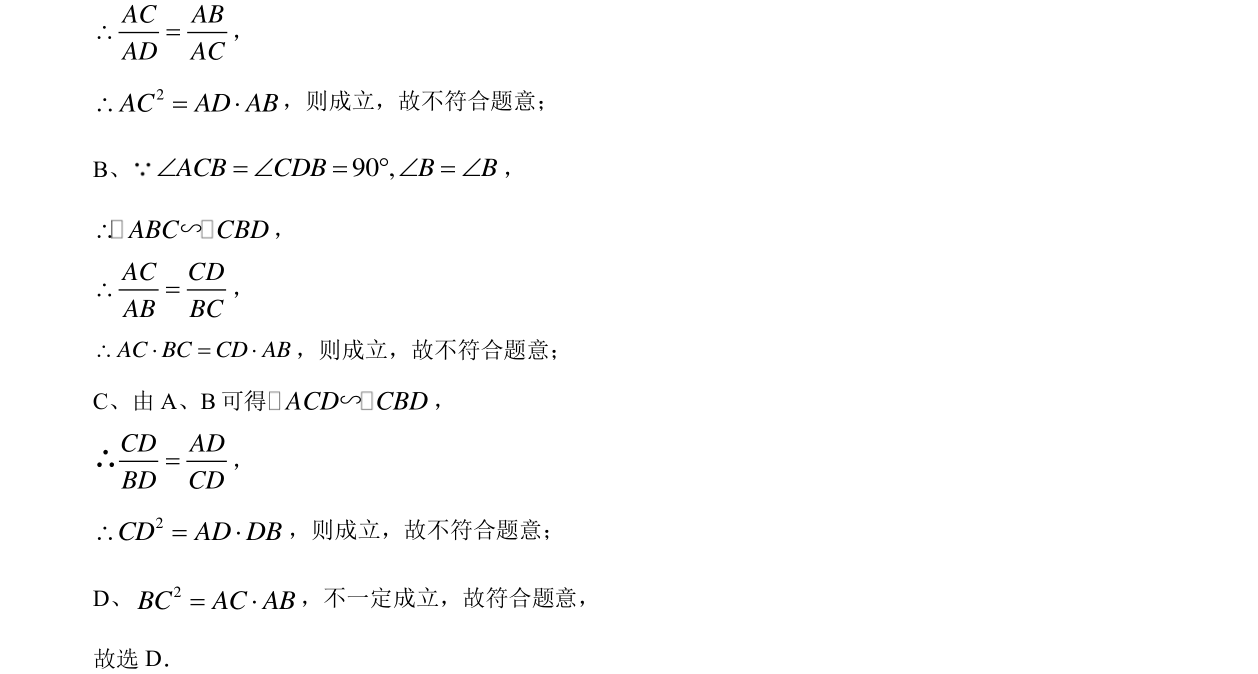 ∴AC/AD = AB/AC，
∴AC² = AD·AB，则成立，故不符合题意；
B、∵∠ACB = ∠CDB = 90°,∠B = ∠B，
∴□ABC∽□CBD，
∴AC/AB = CD/BC，
∴AC·BC = CD·AB，则成立，故不符合题意；
C、由 A、B 可得□ACD∽□CBD，
∴CD/BD = AD/CD，
∴CD² = AD·DB，则成立，故不符合题意；
D、BC² = AC·AB，不一定成立，故符合题意，
故选 D．